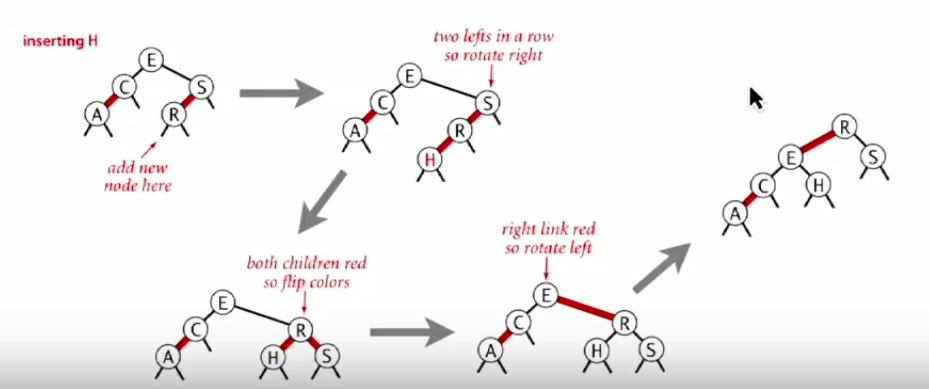 inserting H
E
C
S
A
R
add new
node here
two lefts in a row
so rotate right
E
C
S
A
R
H
both children red
so flip colors
E
C
R
A
H
S
right link red
so rotate left
E
C
R
A
H
S
R
E
S
C
H
A